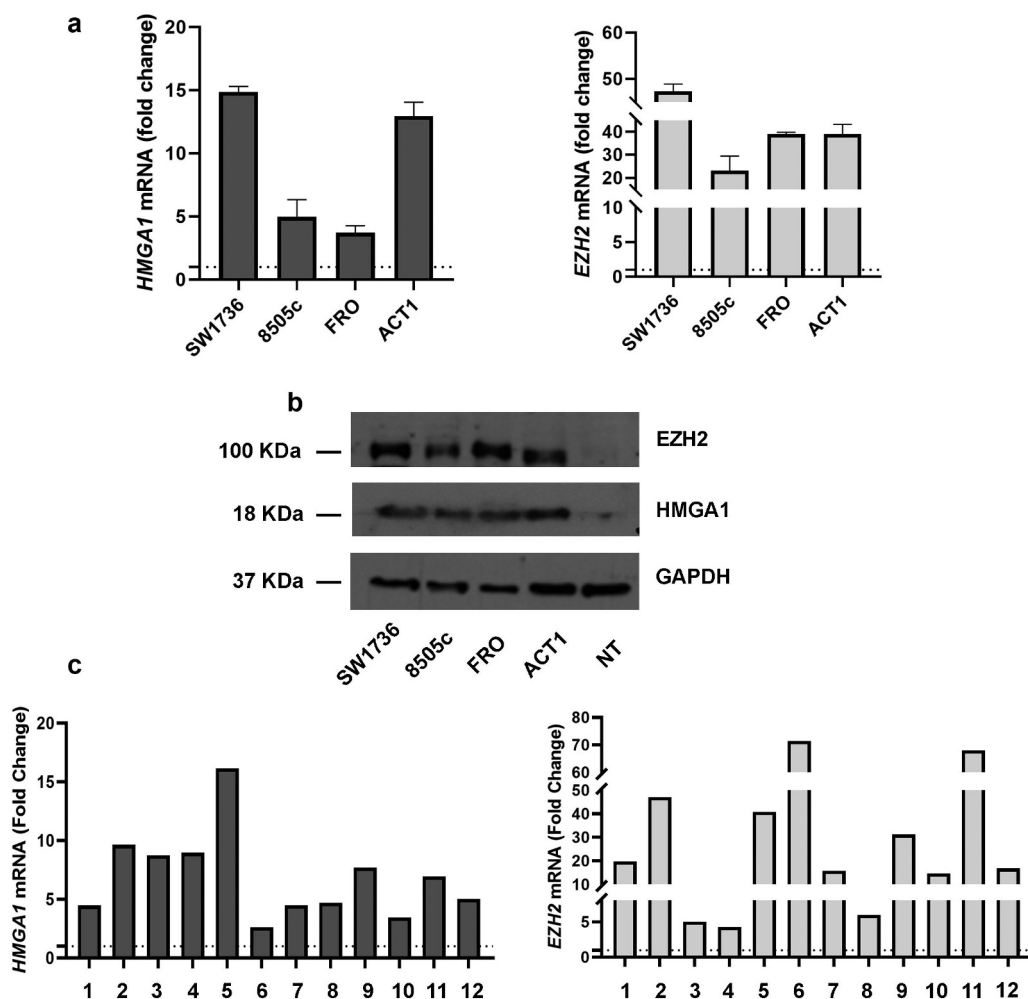 a
HMGA1 mRNA (fold change)
20
15
10
5
0
SW1736
8505c
FRO
ACT1
EZH2 mRNA (fold change)
60
50
40
30
20
10
5
0
SW1736
8505c
FRO
ACT1
b
100 KDa
EZH2
18 KDa
HMGA1
37 KDa
GAPDH
SW1736
8505c
FRO
ACT1
NT
c
HMGA1 mRNA (Fold Change)
20
15
10
5
0
1 2 3 4 5 6 7 8 9 10 11 12
EZH2 mRNA (Fold Change)
80
70
60
50
40
30
20
10
5
0
1 2 3 4 5 6 7 8 9 10 11 12